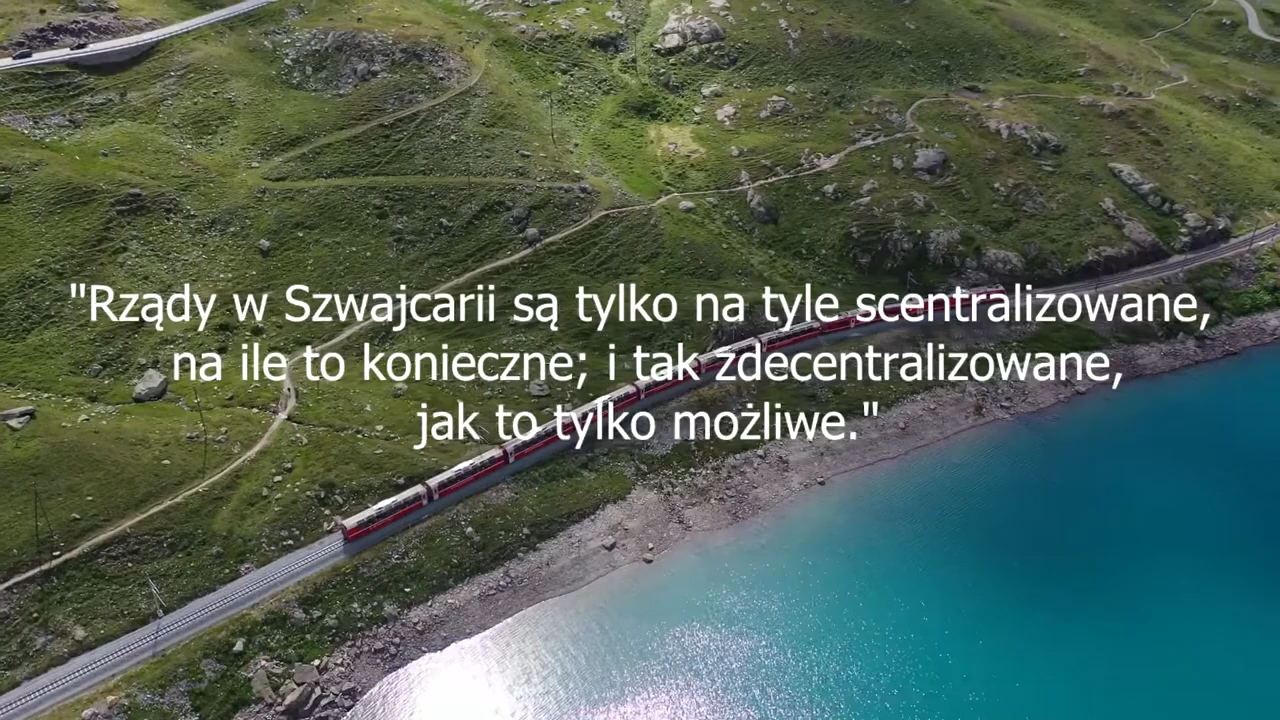 "Rządy w Szwajcarii są tylko na tyle scentralizowane,
na ile to konieczne; i tak zdecentralizowane,
jak to tylko możliwe."